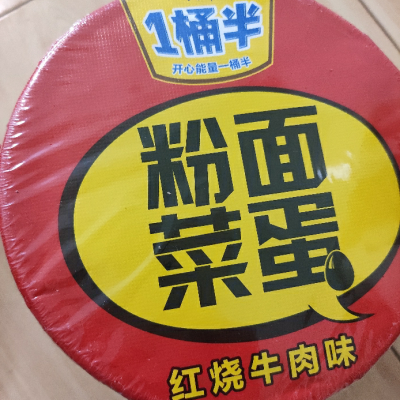 1桶半
开心能量一桶半
粉面
菜蛋
红烧牛肉味